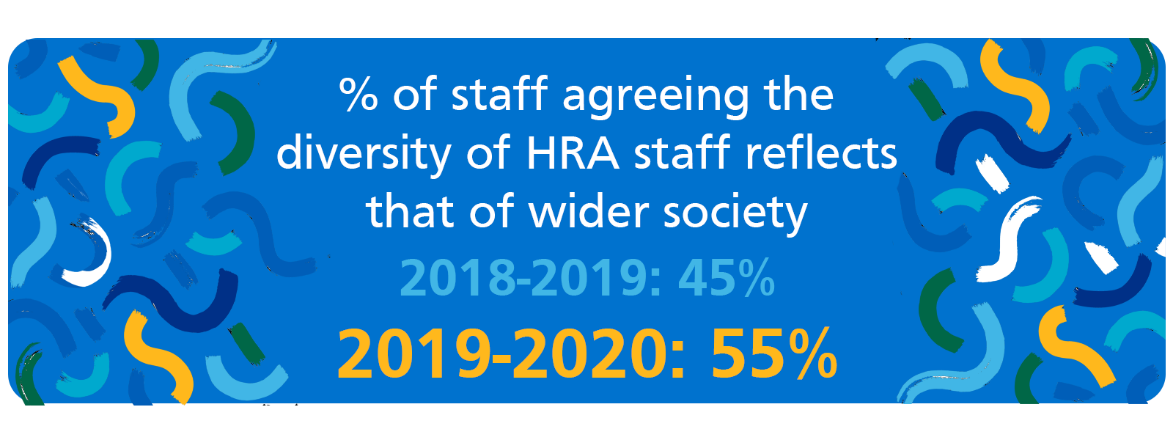 % of staff agreeing the
diversity of HRA staff reflects
that of wider society
2018-2019: 45%
2019-2020: 55%